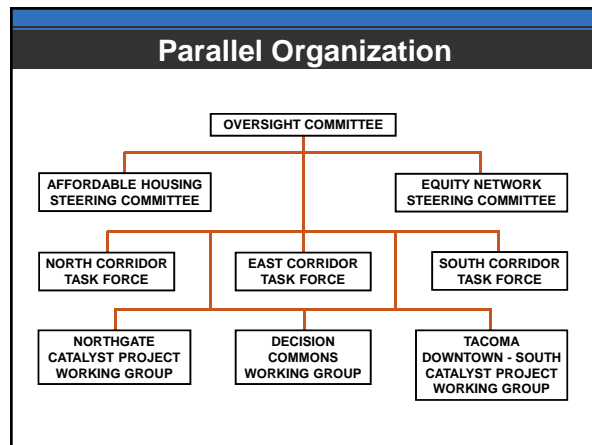 Parallel Organization
OVERSIGHT COMMITTEE
AFFORDABLE HOUSING
STEERING COMMITTEE
EQUITY NETWORK
STEERING COMMITTEE
NORTH CORRIDOR
TASK FORCE
EAST CORRIDOR
TASK FORCE
SOUTH CORRIDOR
TASK FORCE
NORTHGATE
CATALYST PROJECT
WORKING GROUP
DECISION
COMMONS
WORKING GROUP
TACOMA
DOWNTOWN - SOUTH
CATALYST PROJECT
WORKING GROUP